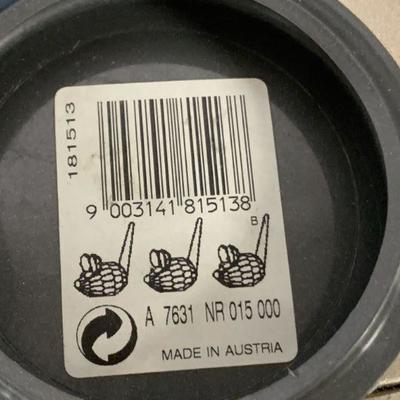 181513
9 003141 815138
B
A 7631 NR 015 000
MADE IN AUSTRIA